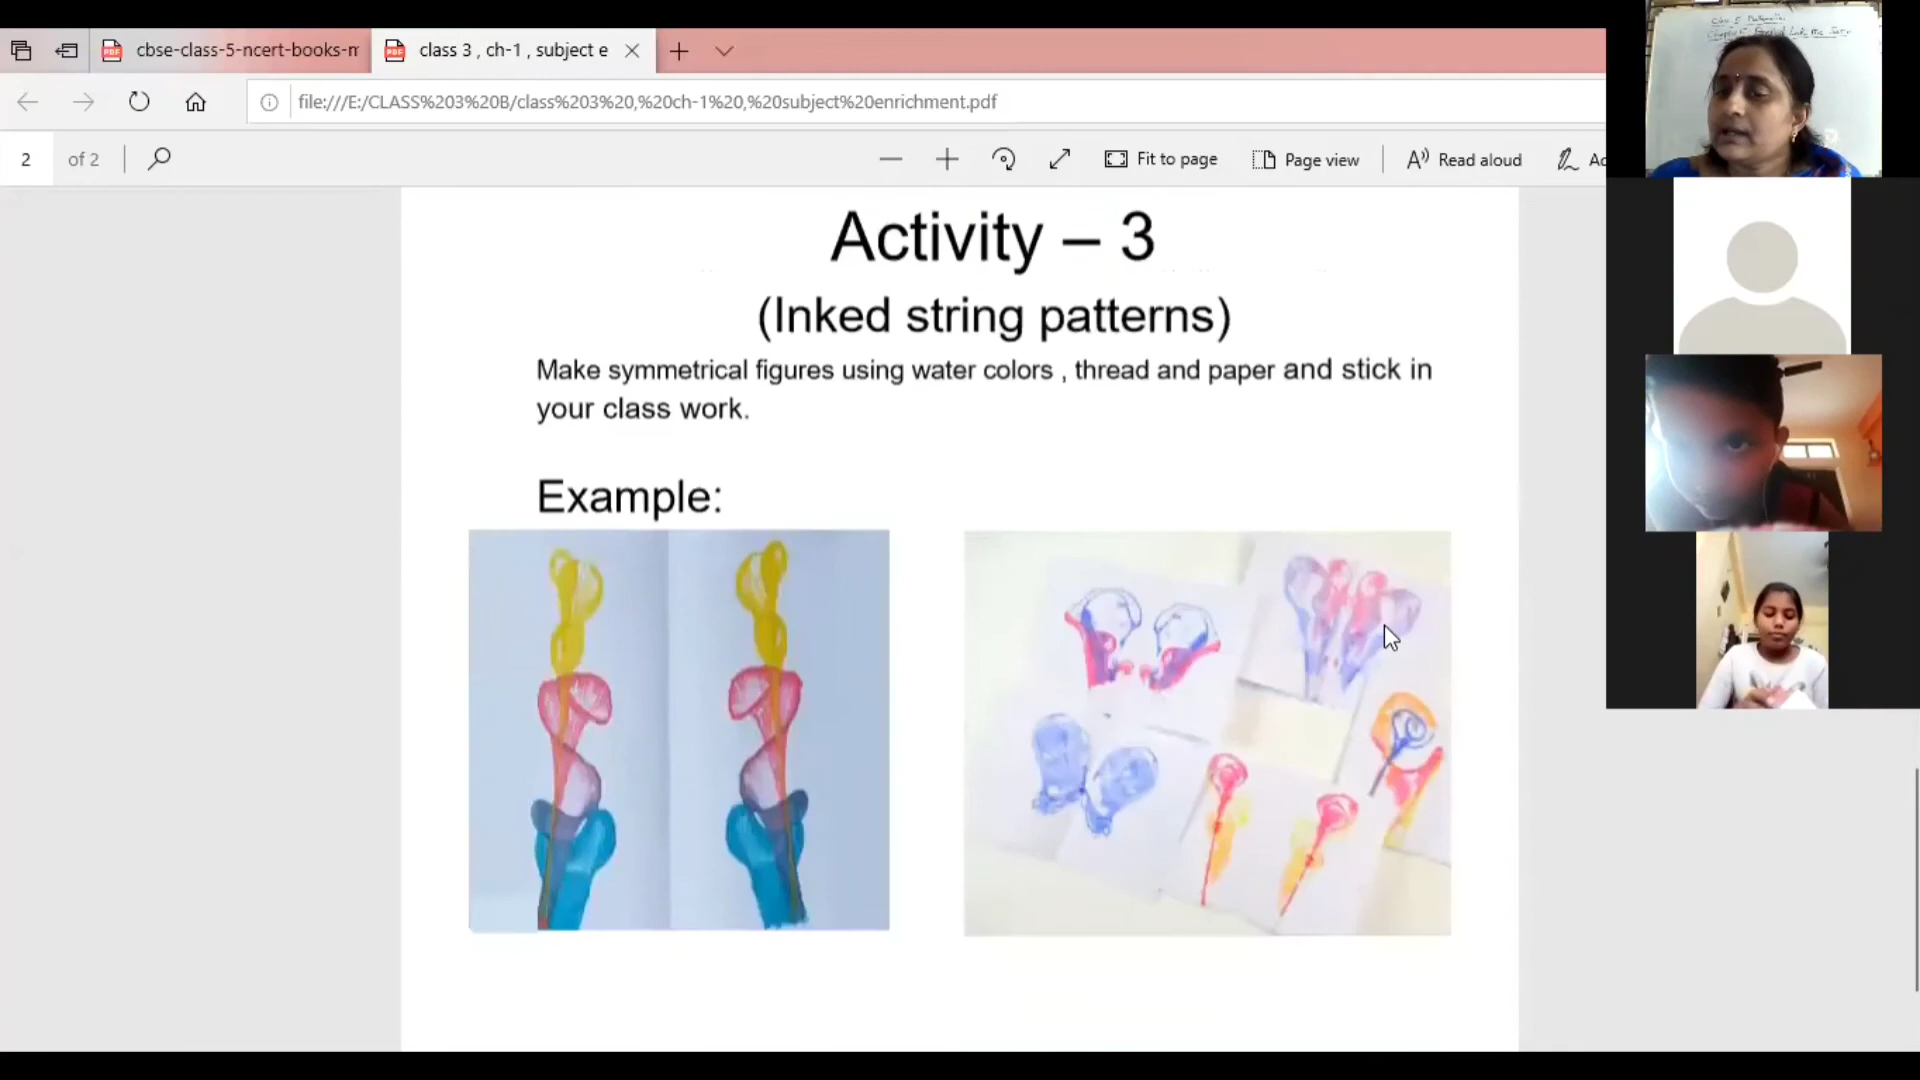 cbse-class-5-ncert-books-m
class 3 , ch-1 , subject e
file:///E:/CLASS%203%20B/class%203%20,%20ch-1%20,%20subject%20enrichment.pdf
2 of 2
Fit to page
Page view
Read aloud
Activity – 3
(Inked string patterns)
Make symmetrical figures using water colors , thread and paper and stick in
your class work.
Example: